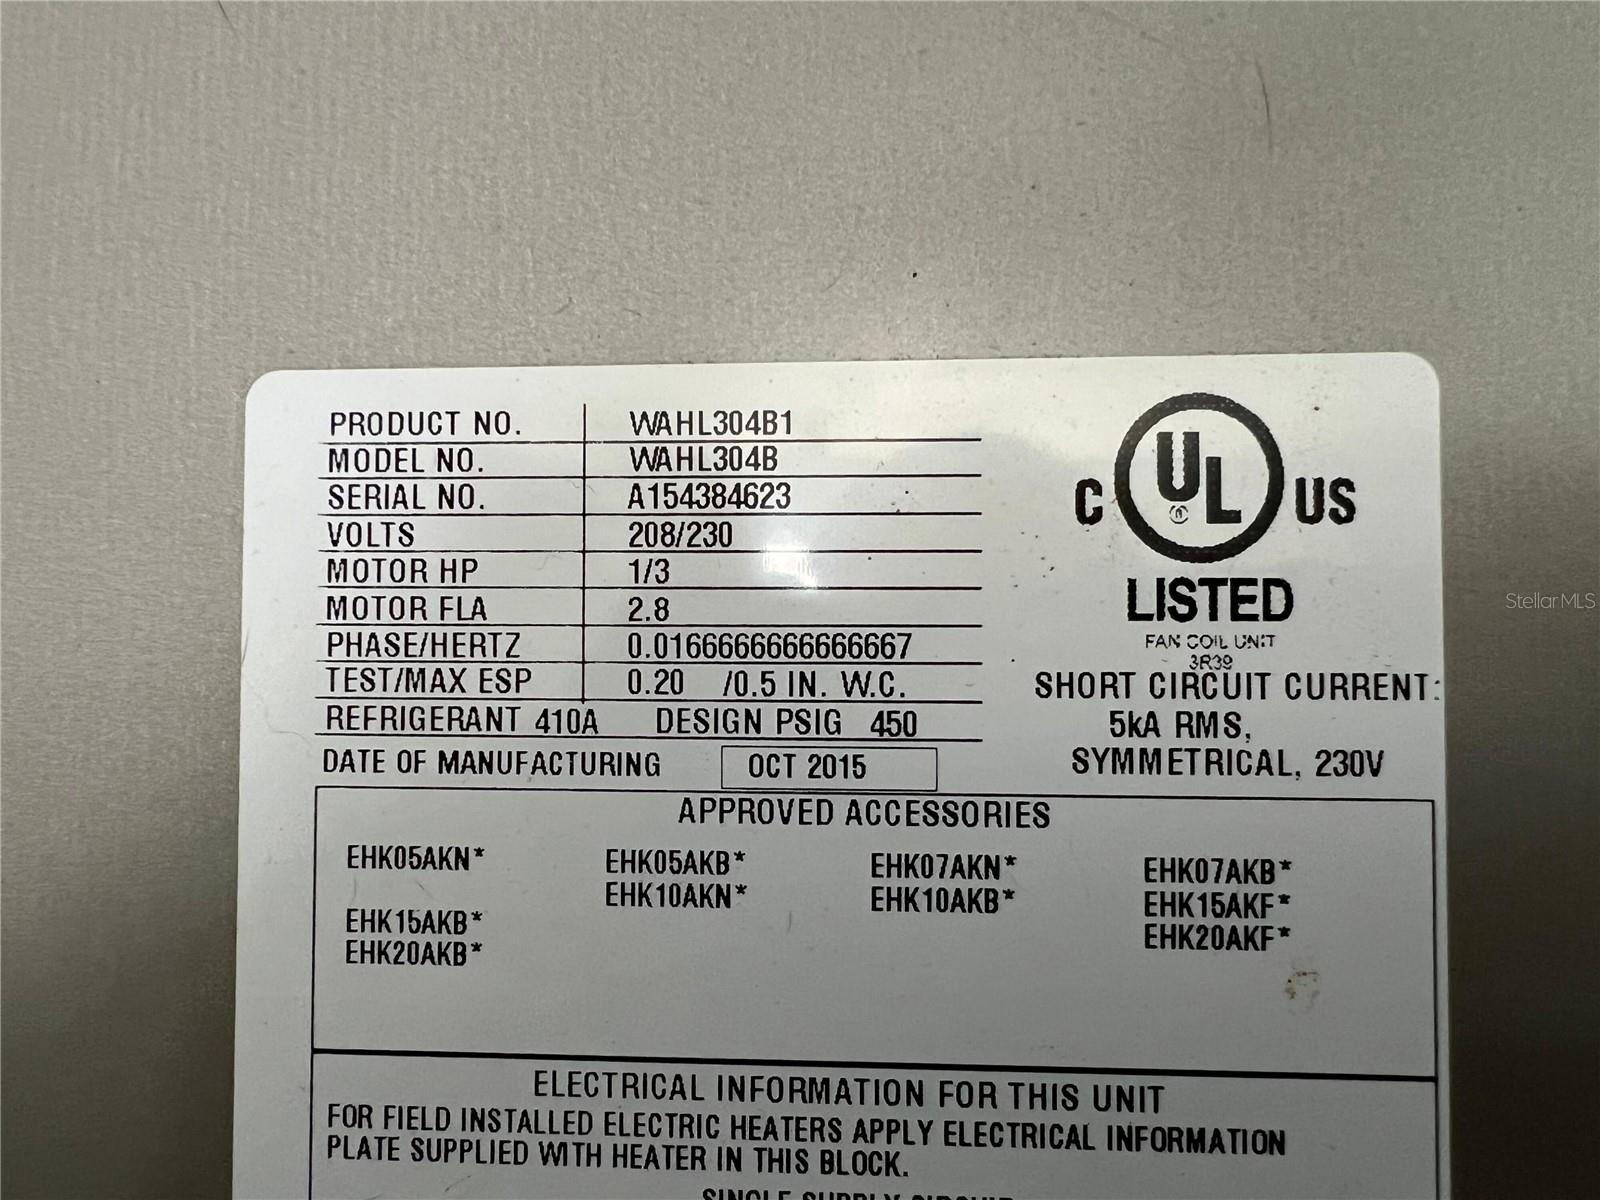 PRODUCT NO. WAHL304B1
MODEL NO. WAHL304B
SERIAL NO. A154384623
VOLTS 208/230
MOTOR HP 1/3
MOTOR FLA 2.8
PHASE/HERTZ 0.0166666666666667
TEST/MAX ESP 0.20 /0.5 IN. W.C.
REFRIGERANT 410A DESIGN PSIG 450
DATE OF MANUFACTURING OCT 2015
C UL US
LISTED
FAN COIL UNIT
3R39
SHORT CIRCUIT CURRENT:
5kA RMS,
SYMMETRICAL, 230V
APPROVED ACCESSORIES
EHK05AKN* EHK05AKB* EHK07AKN* EHK07AKB*
EHK10AKN* EHK10AKB* EHK15AKF*
EHK15AKB* EHK20AKF*
EHK20AKB*
ELECTRICAL INFORMATION FOR THIS UNIT
FOR FIELD INSTALLED ELECTRIC HEATERS APPLY ELECTRICAL INFORMATION
PLATE SUPPLIED WITH HEATER IN THIS BLOCK.
SINGLE SUPPLY CIRCUIT
StellarMLS